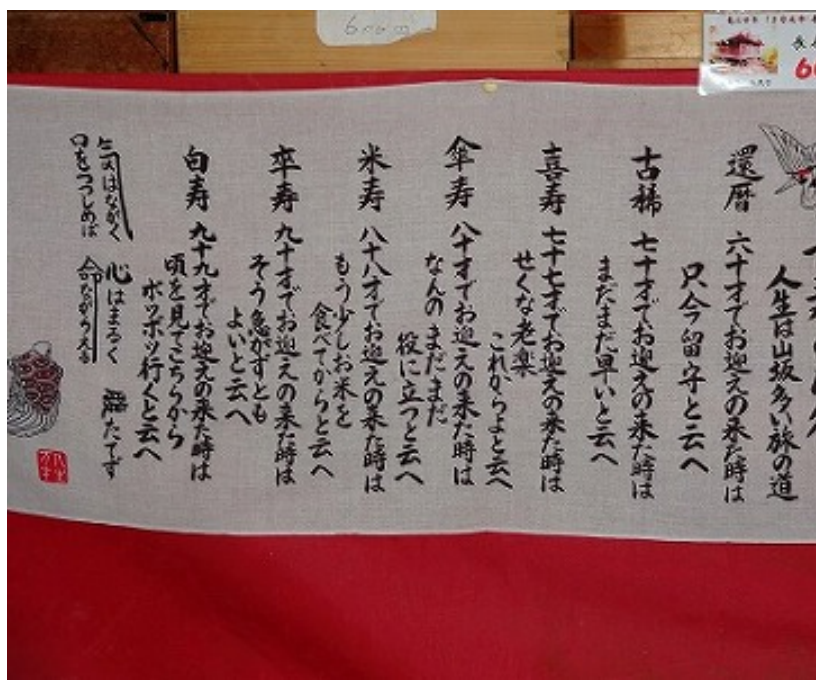 人生は山坂多い旅の道
還暦 六十才でお迎えの来た時は
只今留守と云へ
古稀 七十才でお迎えの来た時は
まだまだ早いと云へ
喜寿 七十七才でお迎えの来た時は
せくな老楽
これからよと云へ
傘寿 八十才でお迎えの来た時は
なんのまだまだ
役に立つと云へ
米寿 八十八才でお迎えの来た時は
もう少しお米を
食べてからと云へ
卒寿 九十才でお迎えの来た時は
そう急がずとも
よいと云へ
白寿 九十九才でお迎えの来た時は
頃を見てこちらから
ボツボツ行くと云へ
気はながく 心はまるく 腹たてず
口をつつしめば 命ながらえる